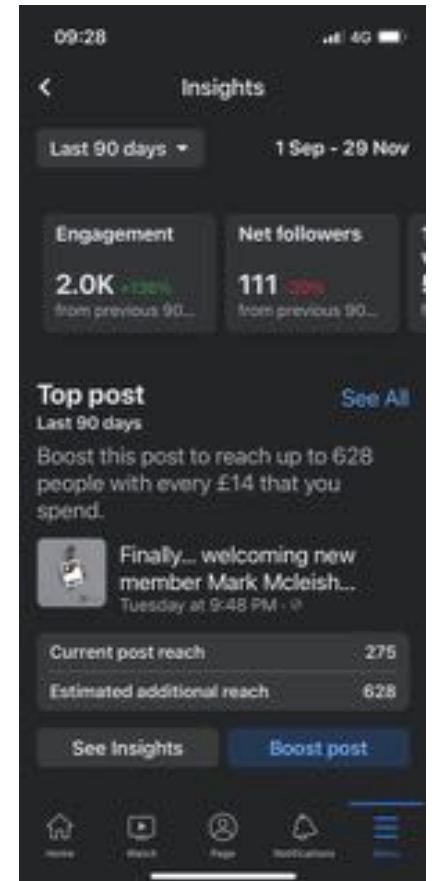 09:28
4G
Insights
Last 90 days
1 Sep - 29 Nov
Engagement
Net followers
2.0K
111
from previous 90...
from previous 90...
Top post
See All
Last 90 days
Boost this post to reach up to 628
people with every £14 that you
spend.
Finally... welcoming new
member Mark Mcleish...
Tuesday at 9:48 PM
Current post reach
275
Estimated additional reach
628
See Insights
Boost post
Home
Watch
Page
Notifications
Menu